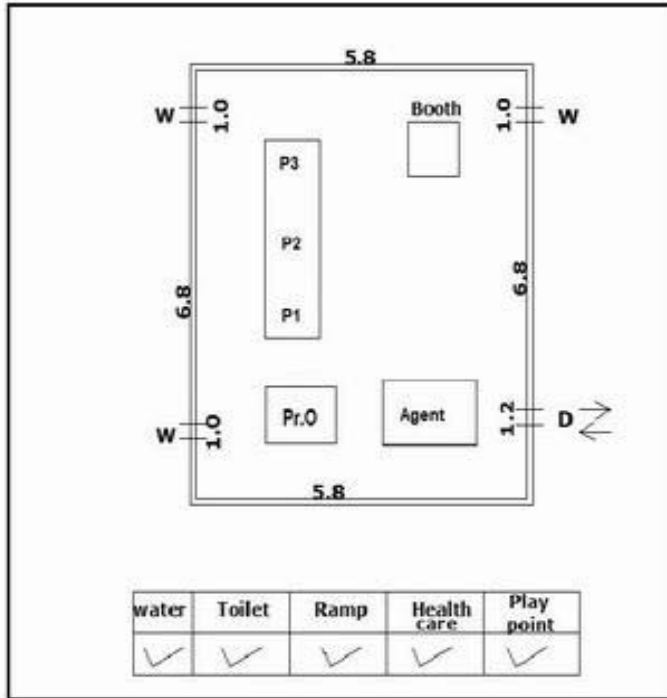 5.8
W
1.0
Booth
1.0
W
P3
P2
6.8
6.8
P1
Pr.O
Agent
1.2
D
W
1.0
5.8
water
Toilet
Ramp
Health care
Play point